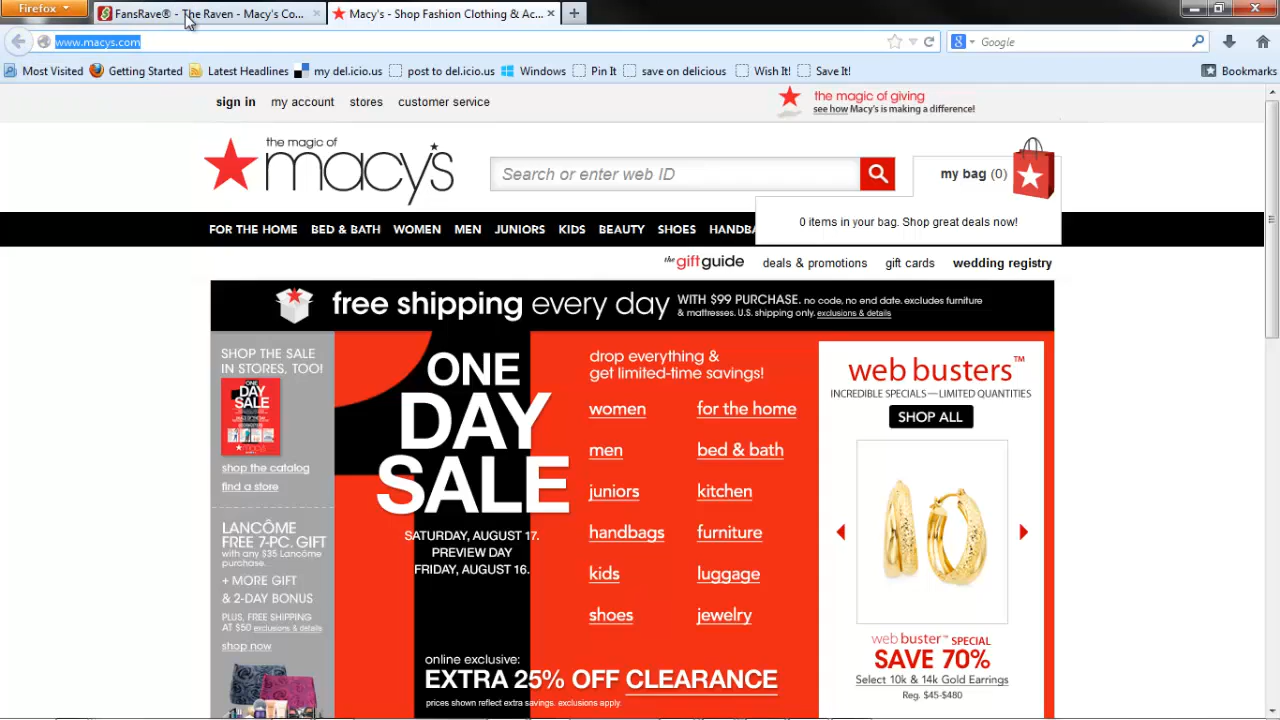 Firefox
FansRave® - The Raven - Macy's Co...
Macy's - Shop Fashion Clothing & Ac...
www.macys.com
Google
Most Visited
Getting Started
Latest Headlines
my del.icio.us
post to del.icio.us
Windows
Pin It
save on delicious
Wish It!
Save It!
Bookmarks
sign in
my account
stores
customer service
the magic of giving
see how Macy's is making a difference!
the magic of
macy's
Search or enter web ID
my bag (0)
0 items in your bag. Shop great deals now!
FOR THE HOME
BED & BATH
WOMEN
MEN
JUNIORS
KIDS
BEAUTY
SHOES
HANDBA
the giftguide
deals & promotions
gift cards
wedding registry
free shipping every day
WITH $99 PURCHASE. no code, no end date. excludes furniture
& mattresses. U.S. shipping only. exclusions & details
SHOP THE SALE
IN STORES, TOO!
ONE
DAY
SALE
shop the catalog
find a store
LANCÔME
FREE 7-PC. GIFT
with any $35 Lancôme
purchase.
+ MORE GIFT
& 2-DAY BONUS
PLUS, FREE SHIPPING
AT $50 exclusions & details
shop now
ONE
DAY
SALE
SATURDAY, AUGUST 17.
PREVIEW DAY
FRIDAY, AUGUST 16.
drop everything &
get limited-time savings!
women
for the home
men
bed & bath
juniors
kitchen
handbags
furniture
kids
luggage
shoes
jewelry
online exclusive:
EXTRA 25% OFF CLEARANCE
prices shown reflect extra savings. exclusions apply.
web busters™
INCREDIBLE SPECIALS—LIMITED QUANTITIES
SHOP ALL
web buster™ SPECIAL
SAVE 70%
Select 10k & 14k Gold Earrings
Reg. $45-$480